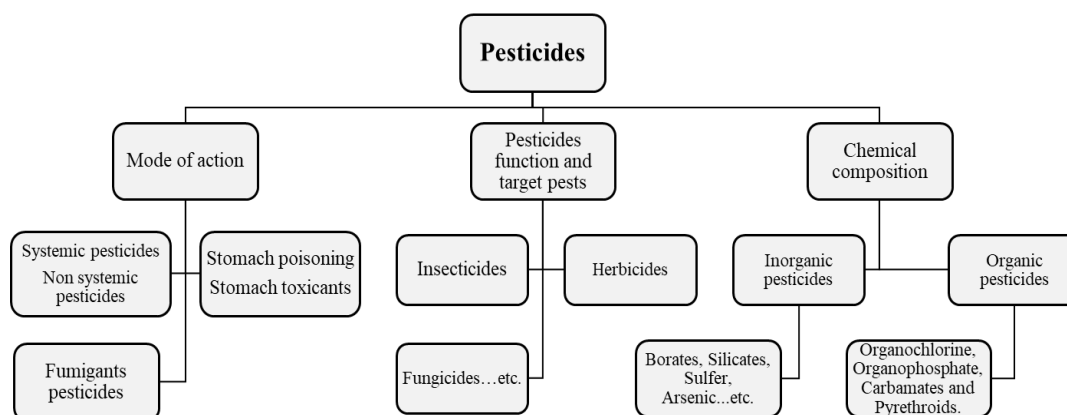 Pesticides
Mode of action
Pesticides
function and
target pests
Chemical
composition
Systemic pesticides
Non systemic
pesticides
Stomach poisoning
Stomach toxicants
Insecticides
Herbicides
Inorganic
pesticides
Organic
pesticides
Fumigants
pesticides
Fungicides…etc.
Borates, Silicates,
Sulfer,
Arsenic...etc.
Organochlorine,
Organophosphate,
Carbamates and
Pyrethroids.